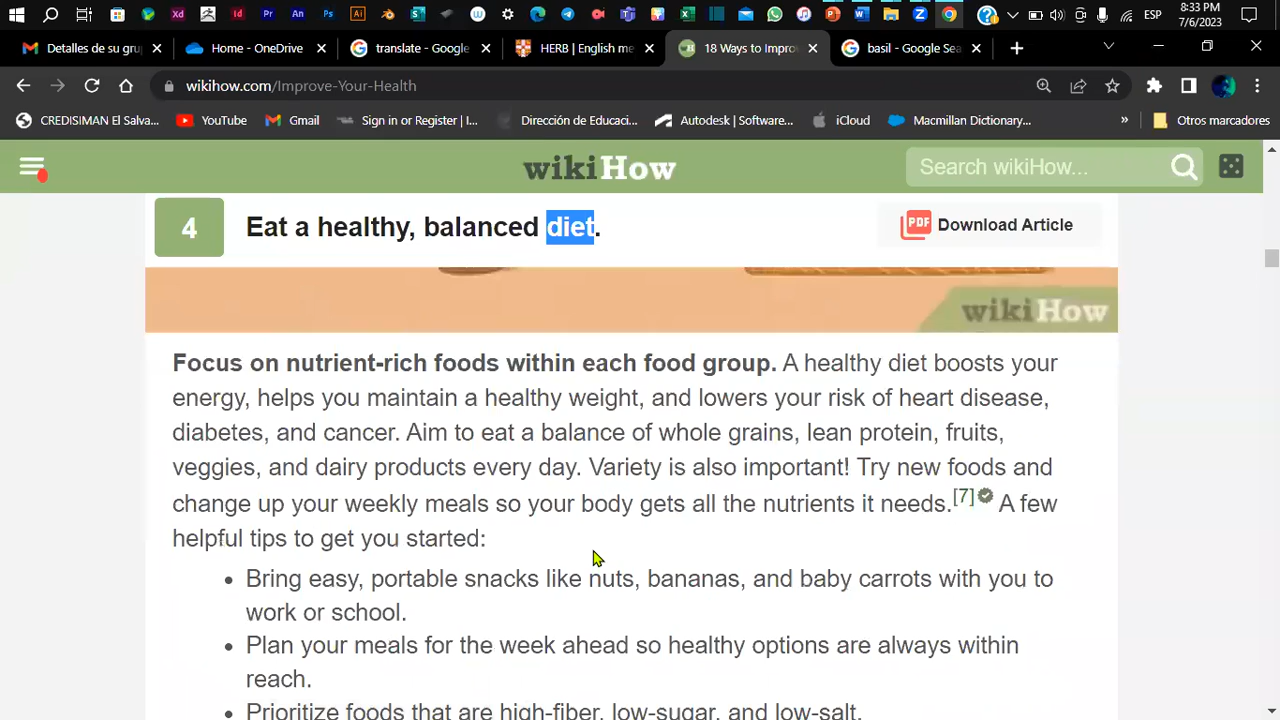 8:33 PM
ESP
7/6/2023
Detalles de su gru
Home - OneDrive
translate - Google
HERB | English me
18 Ways to Impro
basil - Google Sea
wikihow.com/Improve-Your-Health
CREDISIMAN El Salva...
YouTube
Gmail
Sign in or Register | I...
Dirección de Educaci...
Autodesk | Software...
iCloud
Macmillan Dictionary...
»
Otros marcadores
wikiHow
Search wikiHow...
4
Eat a healthy, balanced diet.
PDF
Download Article
wikiHow
Focus on nutrient-rich foods within each food group. A healthy diet boosts your
energy, helps you maintain a healthy weight, and lowers your risk of heart disease,
diabetes, and cancer. Aim to eat a balance of whole grains, lean protein, fruits,
veggies, and dairy products every day. Variety is also important! Try new foods and
change up your weekly meals so your body gets all the nutrients it needs.[7] A few
helpful tips to get you started:
• Bring easy, portable snacks like nuts, bananas, and baby carrots with you to
work or school.
• Plan your meals for the week ahead so healthy options are always within
reach.
• Prioritize foods that are high-fiber, low-sugar, and low-salt.